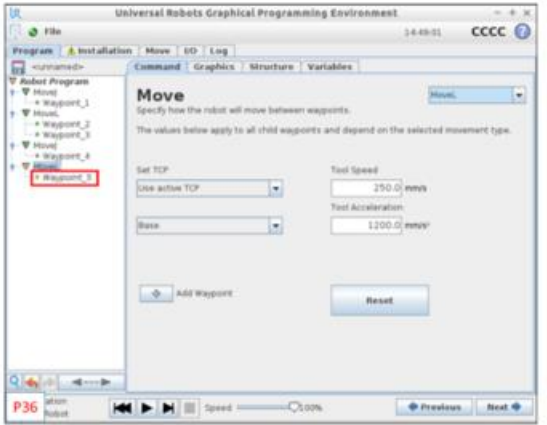 Universal Robots Graphical Programming Environment
File
14:49:01
CCCC
Program Installation Move I/O Log
<unnamed>
Command Graphics Structure Variables
Robot Program
MoveJ
Waypoint_1
MoveL
Waypoint_2
Waypoint_3
MoveJ
Waypoint_4
MoveL
Waypoint_5
Move
MoveL
Specify how the robot will move between waypoints.
The values below apply to all child waypoints and depend on the selected movement type.
Set TCP
Tool Speed
Use active TCP
250.0 mm/s
Tool Acceleration
Base
1200.0 mm/s²
Add Waypoint
Reset
P36
ation
Robot
Speed
100%
Previous
Next